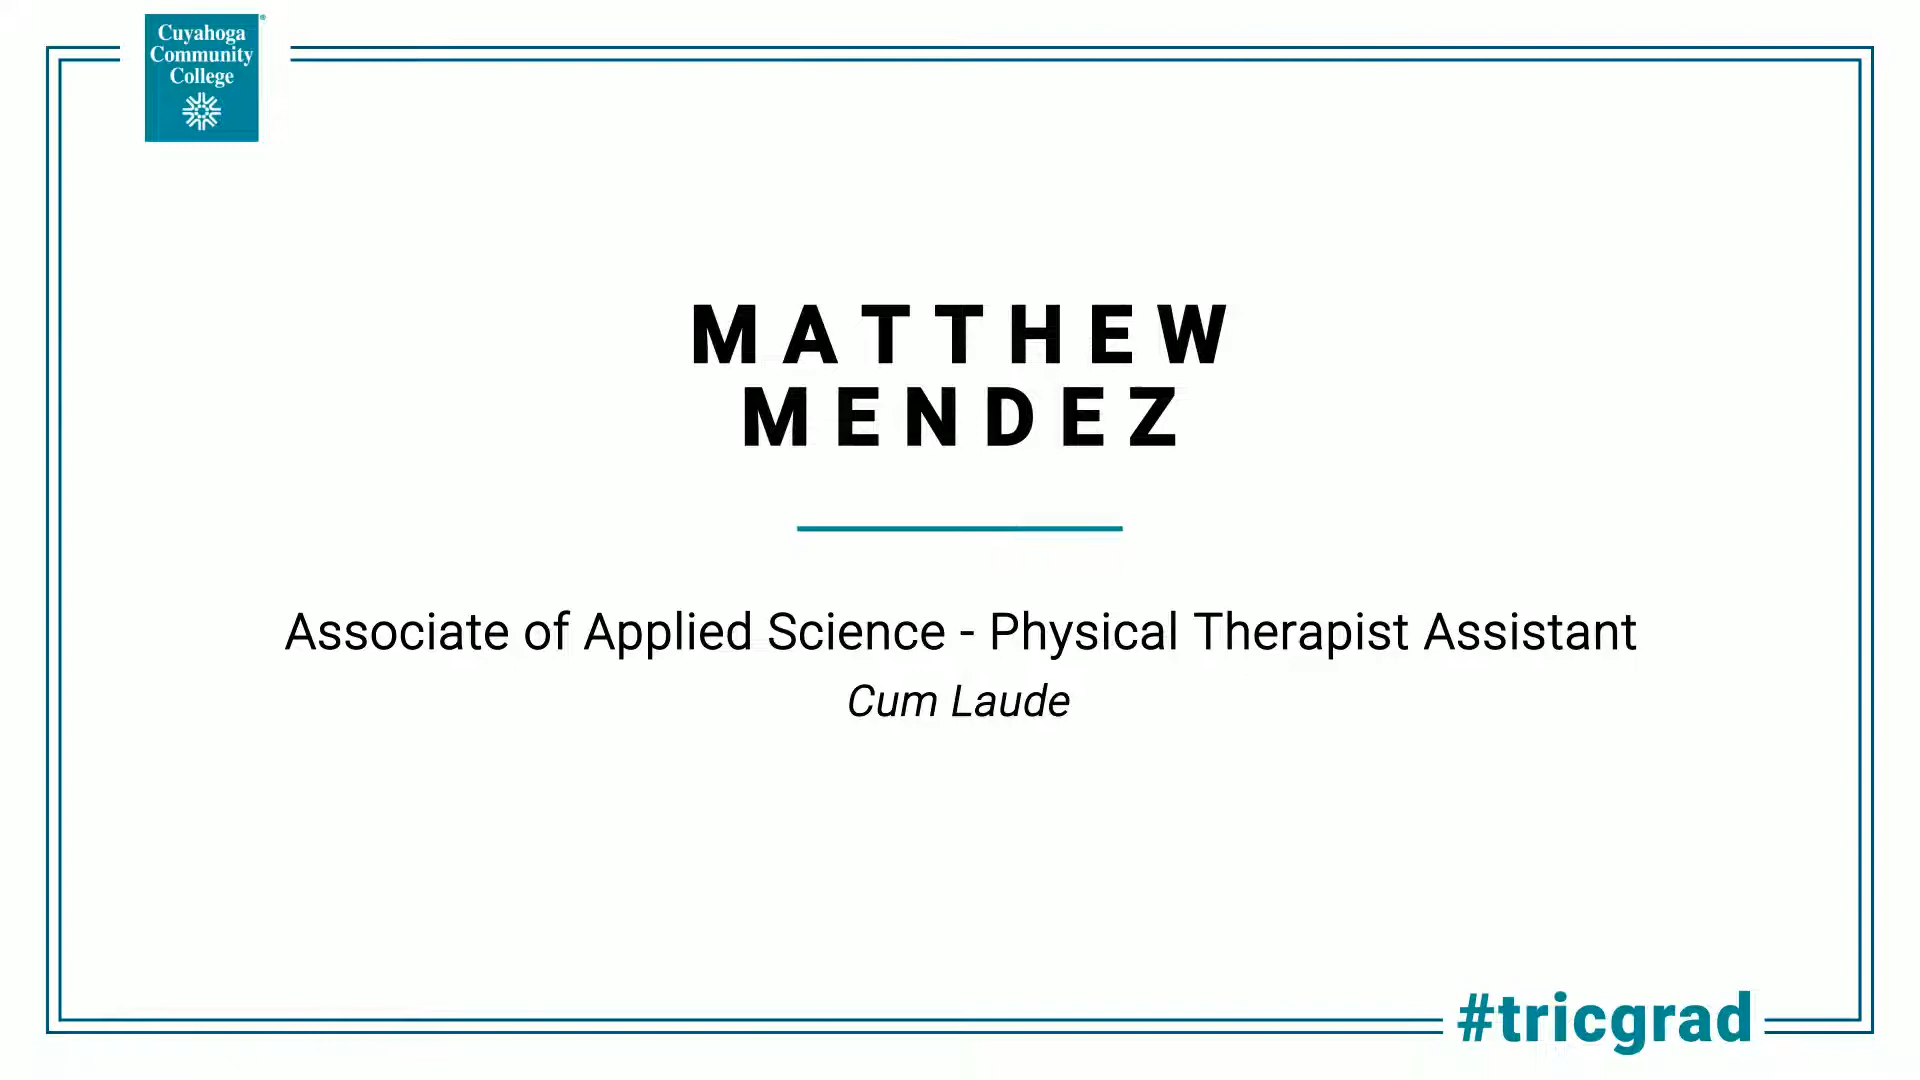 Cuyahoga
Community
College
MATTHEW
MENDEZ
Associate of Applied Science - Physical Therapist Assistant
Cum Laude
#tricgrad